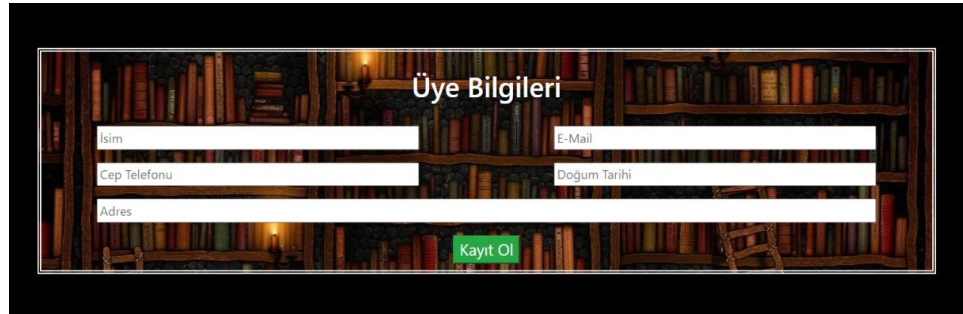 Üye Bilgileri
İsim
E-Mail
Cep Telefonu
Doğum Tarihi
Adres
Kayıt Ol